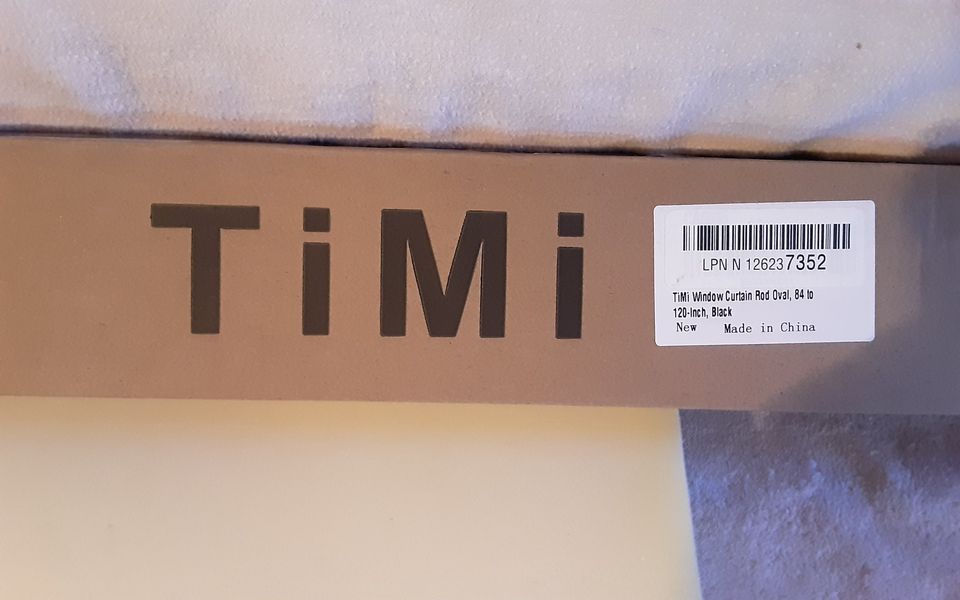 TiMi
LPN N 126237352
TiMi Window Curtain Rod Oval, 84 to
120-Inch, Black
New Made in China